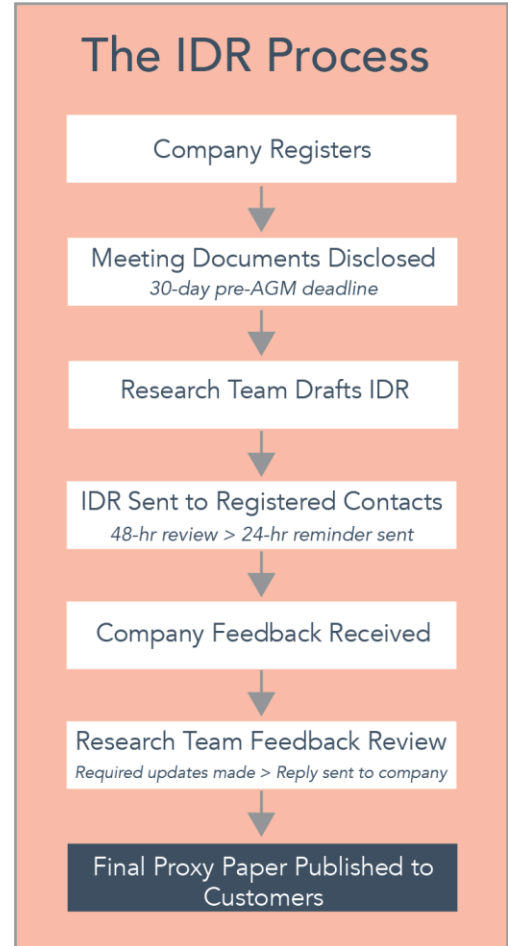 The IDR Process
Company Registers
Meeting Documents Disclosed
30-day pre-AGM deadline
Research Team Drafts IDR
IDR Sent to Registered Contacts
48-hr review > 24-hr reminder sent
Company Feedback Received
Research Team Feedback Review
Required updates made > Reply sent to company
Final Proxy Paper Published to
Customers